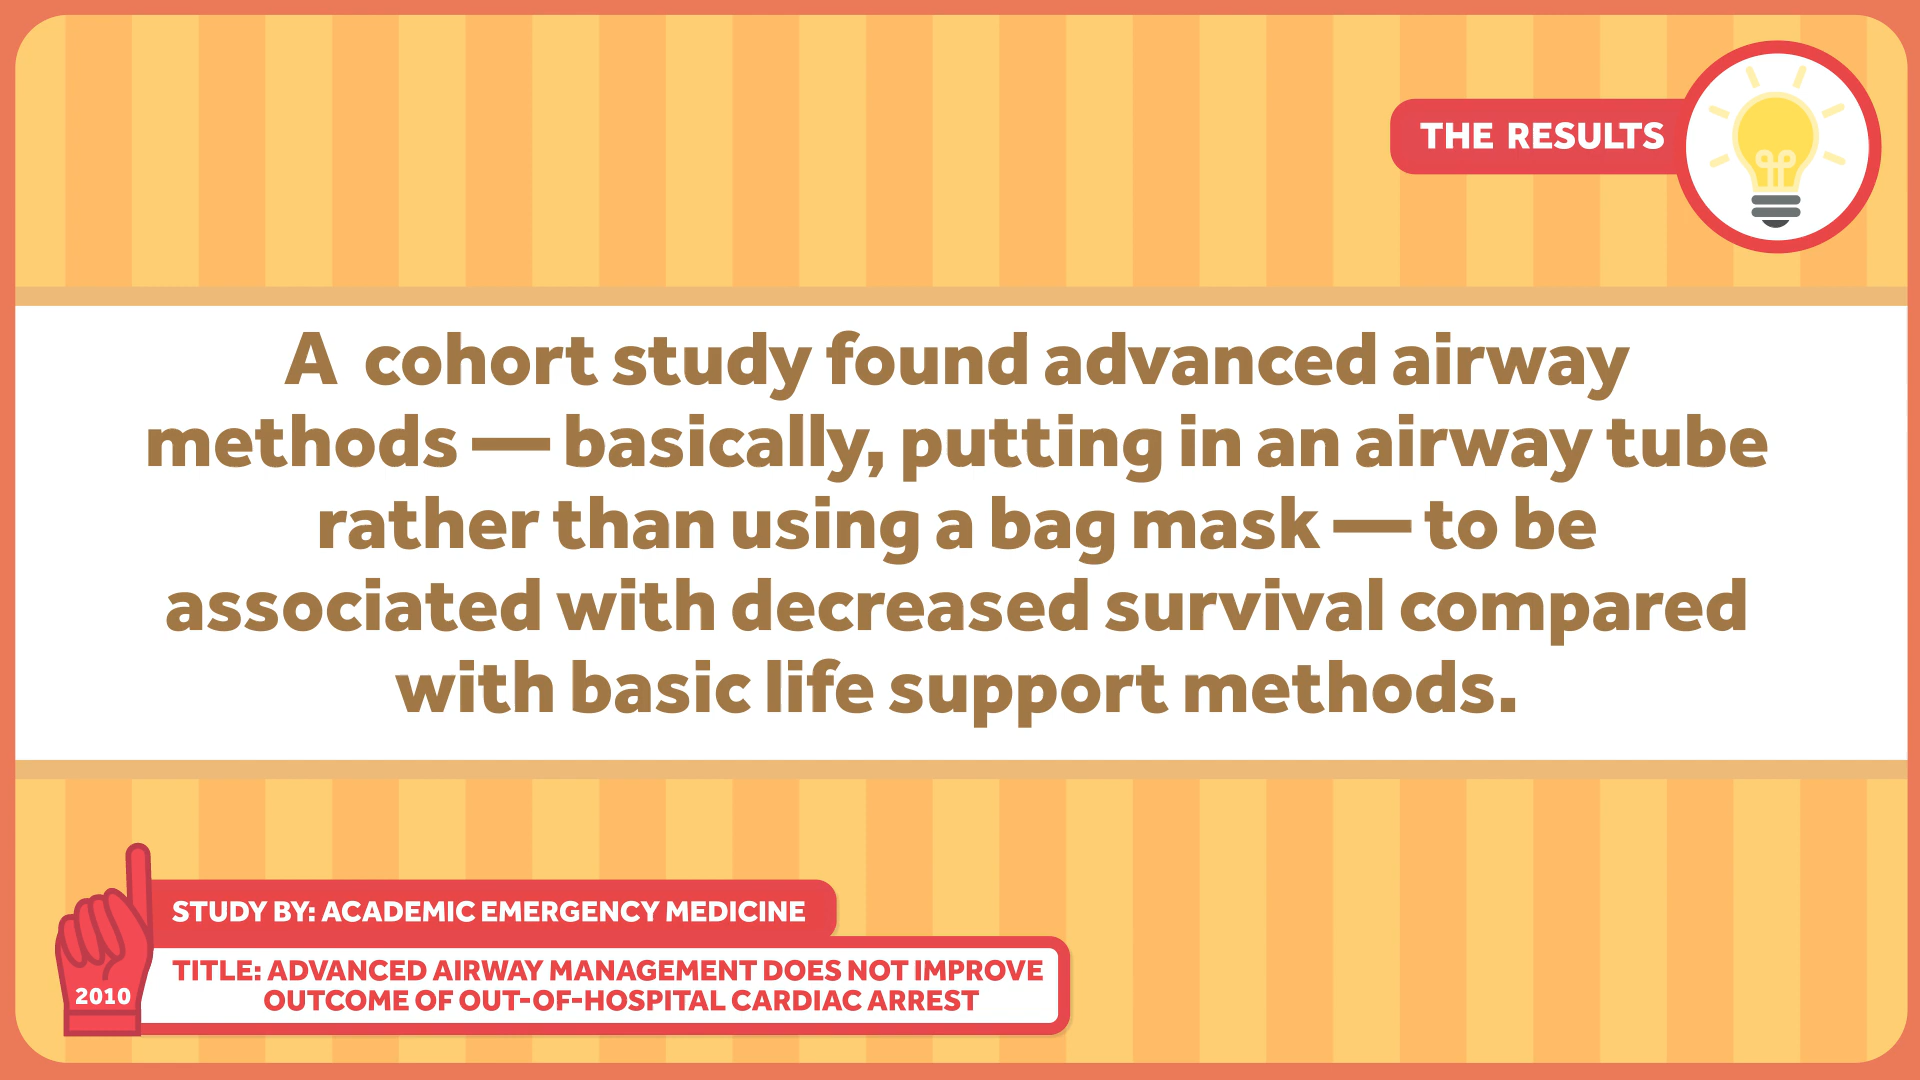 THE RESULTS
A cohort study found advanced airway
methods — basically, putting in an airway tube
rather than using a bag mask — to be
associated with decreased survival compared
with basic life support methods.
STUDY BY: ACADEMIC EMERGENCY MEDICINE
TITLE: ADVANCED AIRWAY MANAGEMENT DOES NOT IMPROVE
OUTCOME OF OUT-OF-HOSPITAL CARDIAC ARREST
2010